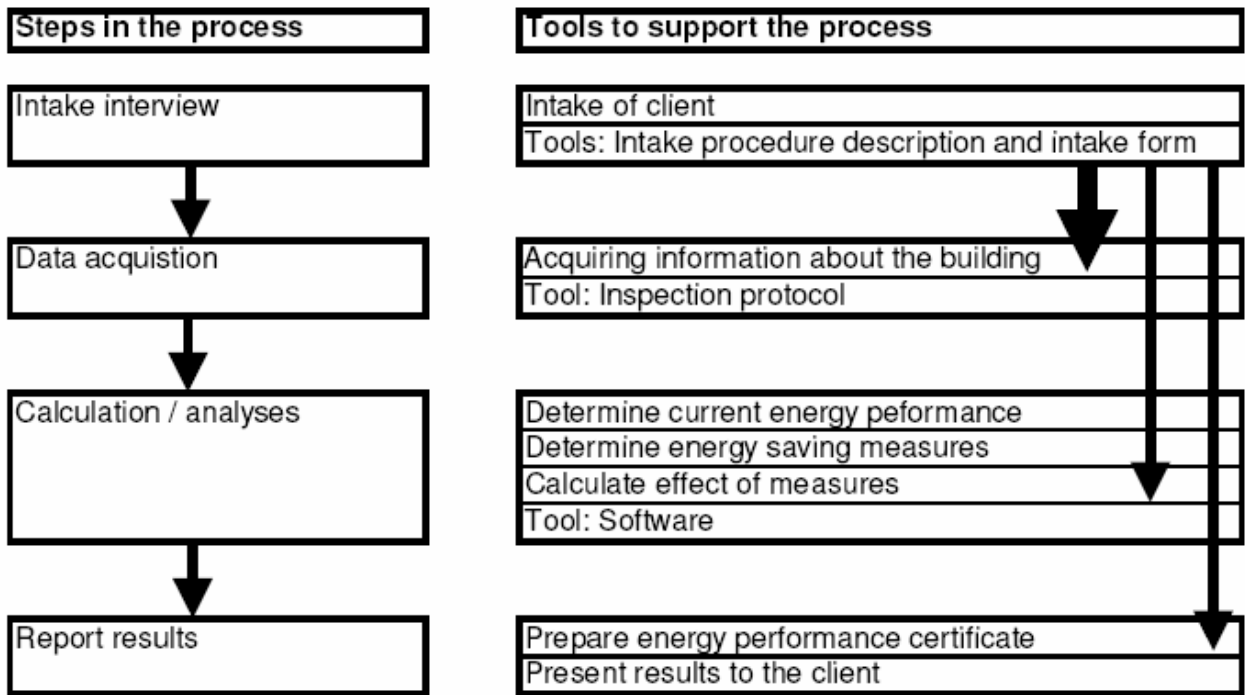 Steps in the process
Tools to support the process
Intake interview
Intake of client
Tools: Intake procedure description and intake form
Data acquistion
Acquiring information about the building
Tool: Inspection protocol
Calculation / analyses
Determine current energy peformance
Determine energy saving measures
Calculate effect of measures
Tool: Software
Report results
Prepare energy performance certificate
Present results to the client